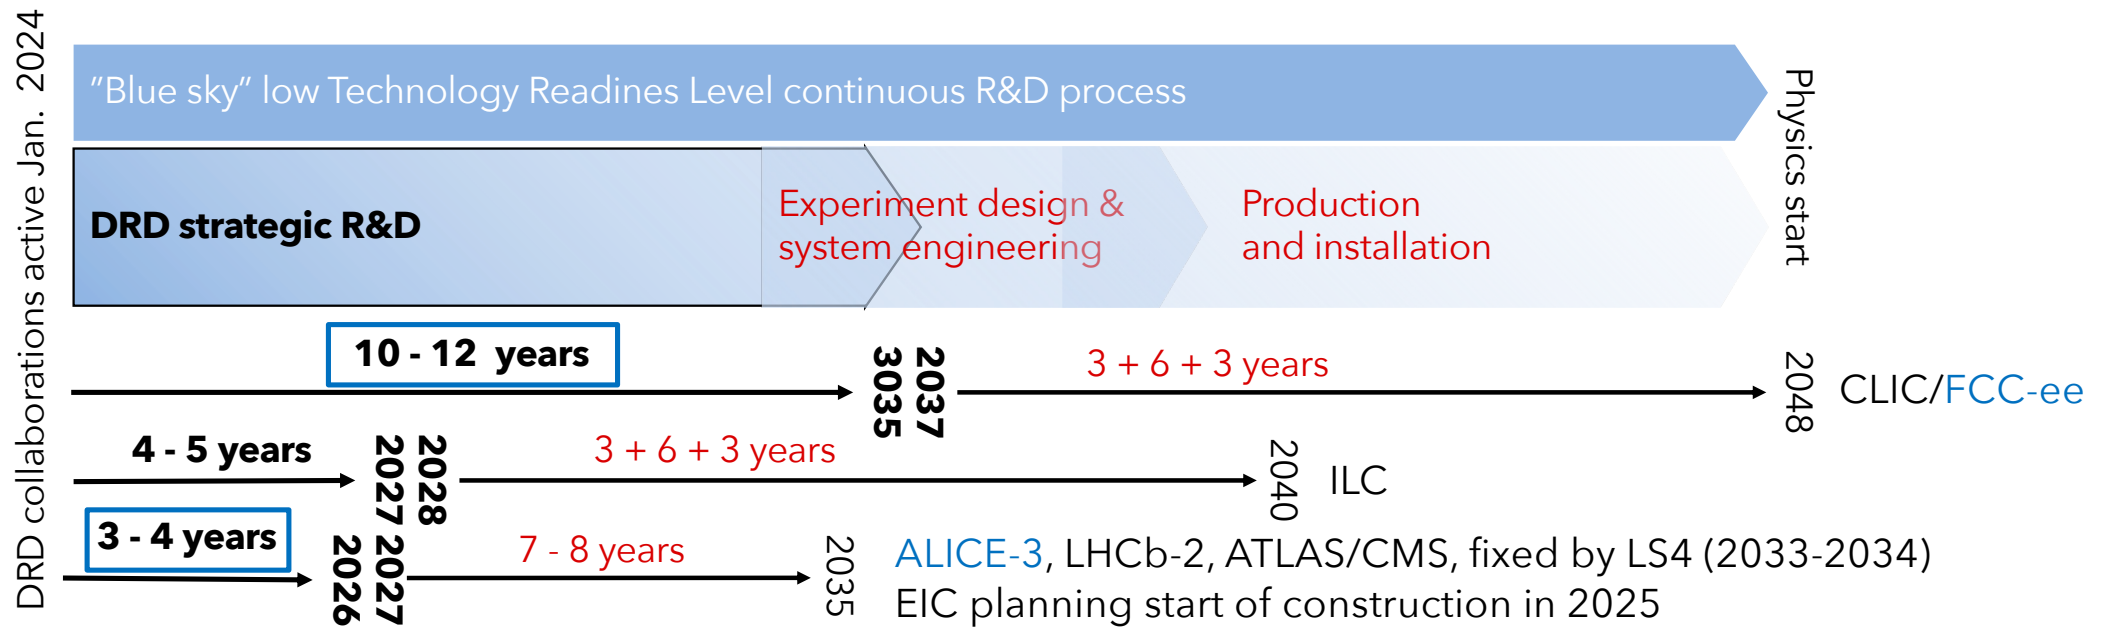 DRD collaborations active Jan. 2024
”Blue sky” low Technology Readines Level continuous R&D process
Physics start
DRD strategic R&D
Experiment design &
system engineering
Production
and installation
10 - 12 years
3035
2037
3 + 6 + 3 years
2048
CLIC/FCC-ee
4 - 5 years
2027
2028
3 + 6 + 3 years
2040
ILC
3 - 4 years
2026
2027
7 - 8 years
2035
ALICE-3, LHCb-2, ATLAS/CMS, fixed by LS4 (2033-2034)
EIC planning start of construction in 2025